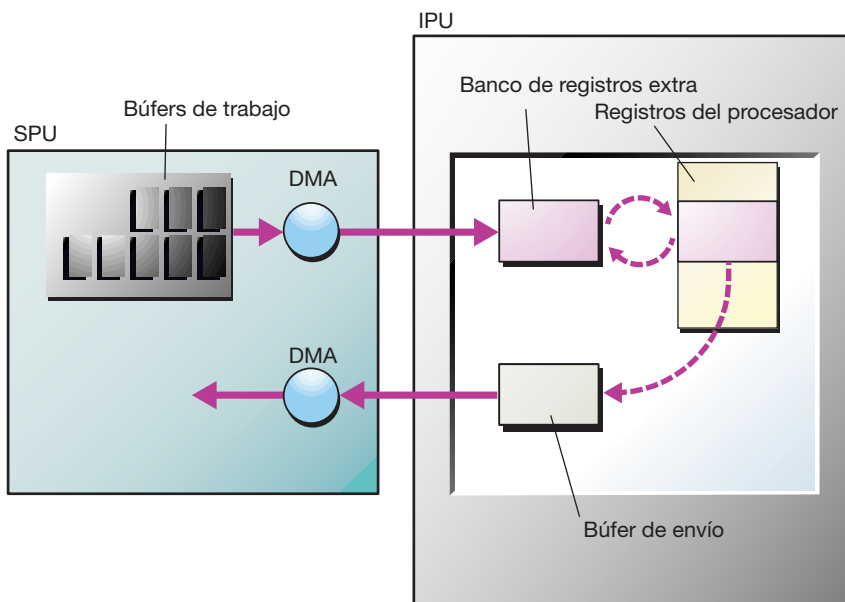 IPU
Banco de registros extra
Registros del procesador
Búfers de trabajo
SPU
DMA
DMA
Búfer de envío